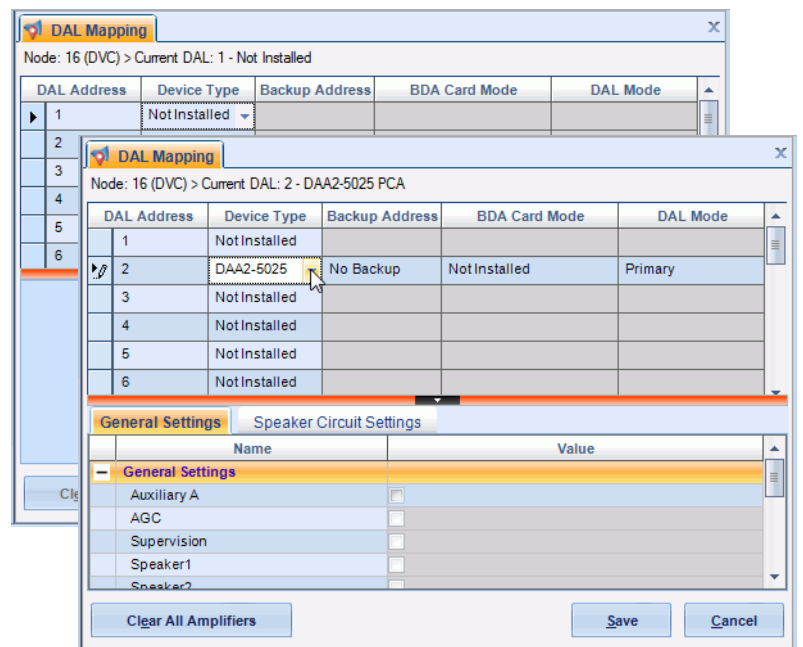 DAL Mapping x
Node: 16 (DVC) > Current DAL: 1 - Not Installed
DAL Address Device Type Backup Address BDA Card Mode DAL Mode
1 Not Installed
2
3
4
5
6
DAL Mapping x
Node: 16 (DVC) > Current DAL: 2 - DAA2-5025 PCA
DAL Address Device Type Backup Address BDA Card Mode DAL Mode
1 Not Installed
2 DAA2-5025 No Backup Not Installed Primary
3 Not Installed
4 Not Installed
5 Not Installed
6 Not Installed
General Settings Speaker Circuit Settings
Name Value
General Settings
Auxiliary A
AGC
Supervision
Speaker1
Speaker2
Clear All Amplifiers Save Cancel